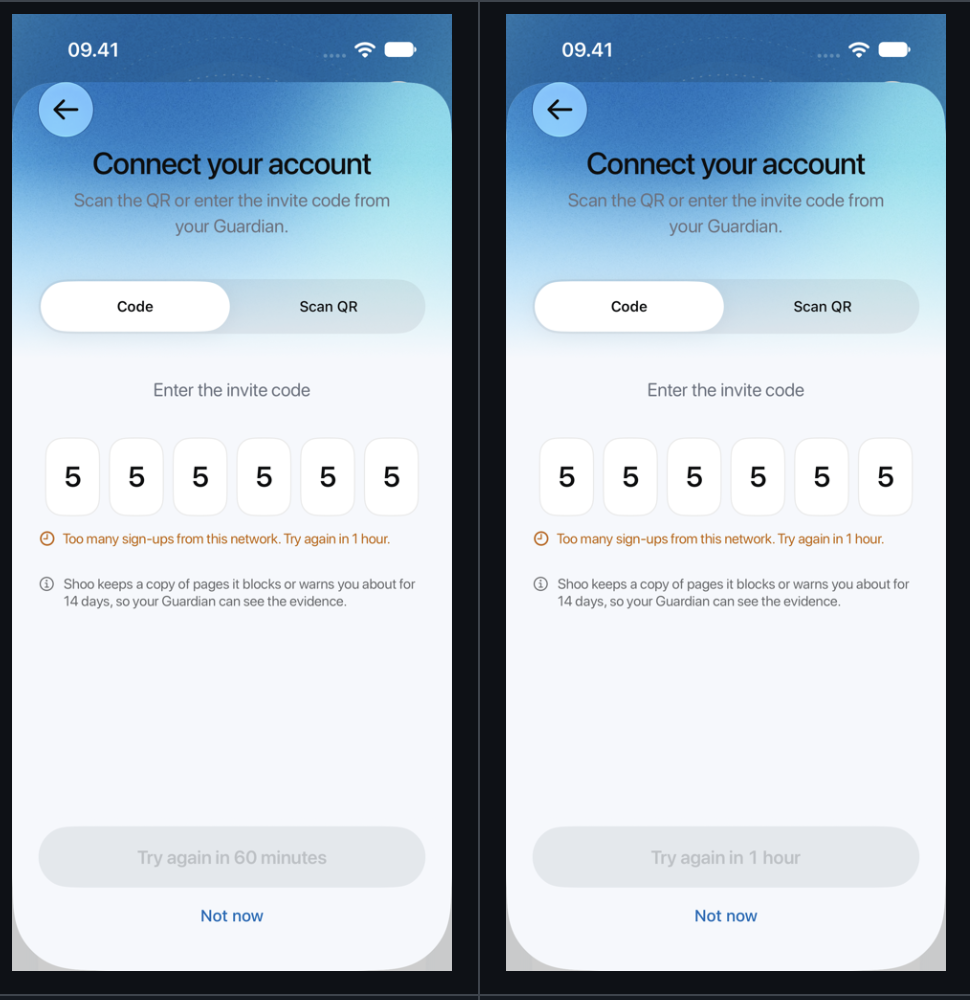 09.41
Connect your account
Scan the QR or enter the invite code from
your Guardian.
Code
Scan QR
Enter the invite code
5 5 5 5 5 5
Too many sign-ups from this network. Try again in 1 hour.
Shoo keeps a copy of pages it blocks or warns you about for
14 days, so your Guardian can see the evidence.
Try again in 60 minutes
Not now
09.41
Connect your account
Scan the QR or enter the invite code from
your Guardian.
Code
Scan QR
Enter the invite code
5 5 5 5 5 5
Too many sign-ups from this network. Try again in 1 hour.
Shoo keeps a copy of pages it blocks or warns you about for
14 days, so your Guardian can see the evidence.
Try again in 1 hour
Not now